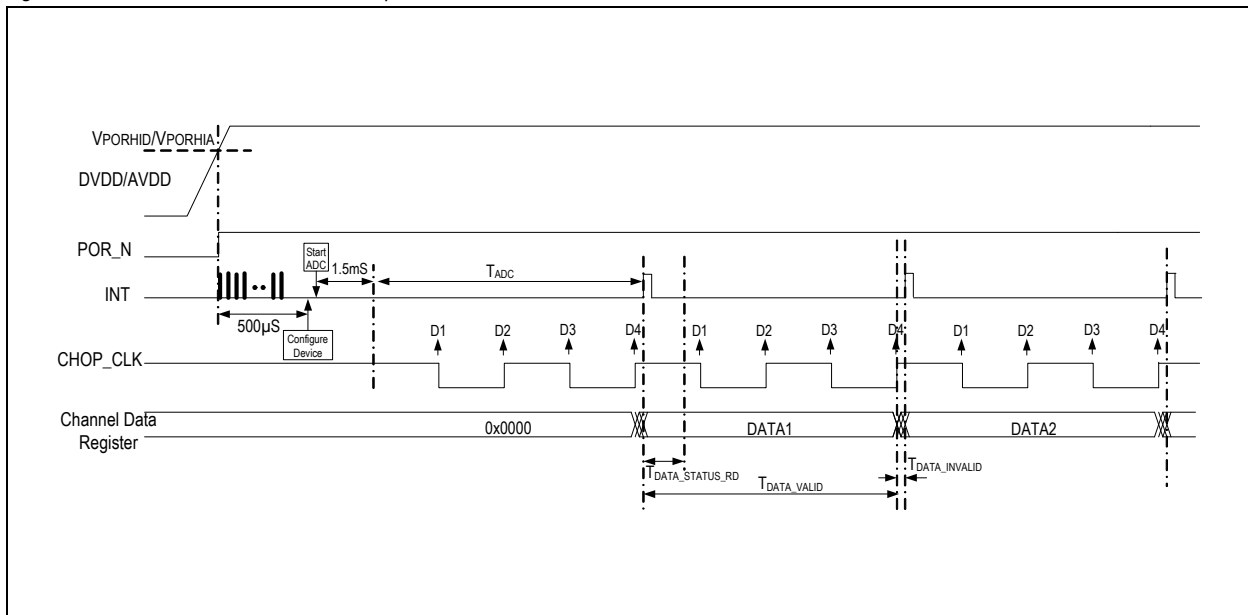 VPORHID/VPORHIA
DVDD/AVDD
POR_N
Start
ADC
1.5mS
TADC
INT
500µS
Configure
Device
D1 D2 D3 D4 D1 D2 D3 D4 D1 D2 D3 D4
CHOP_CLK
Channel Data
Register
0x0000 DATA1 DATA2
TDATA_STATUS_RD
TDATA_VALID
TDATA_INVALID